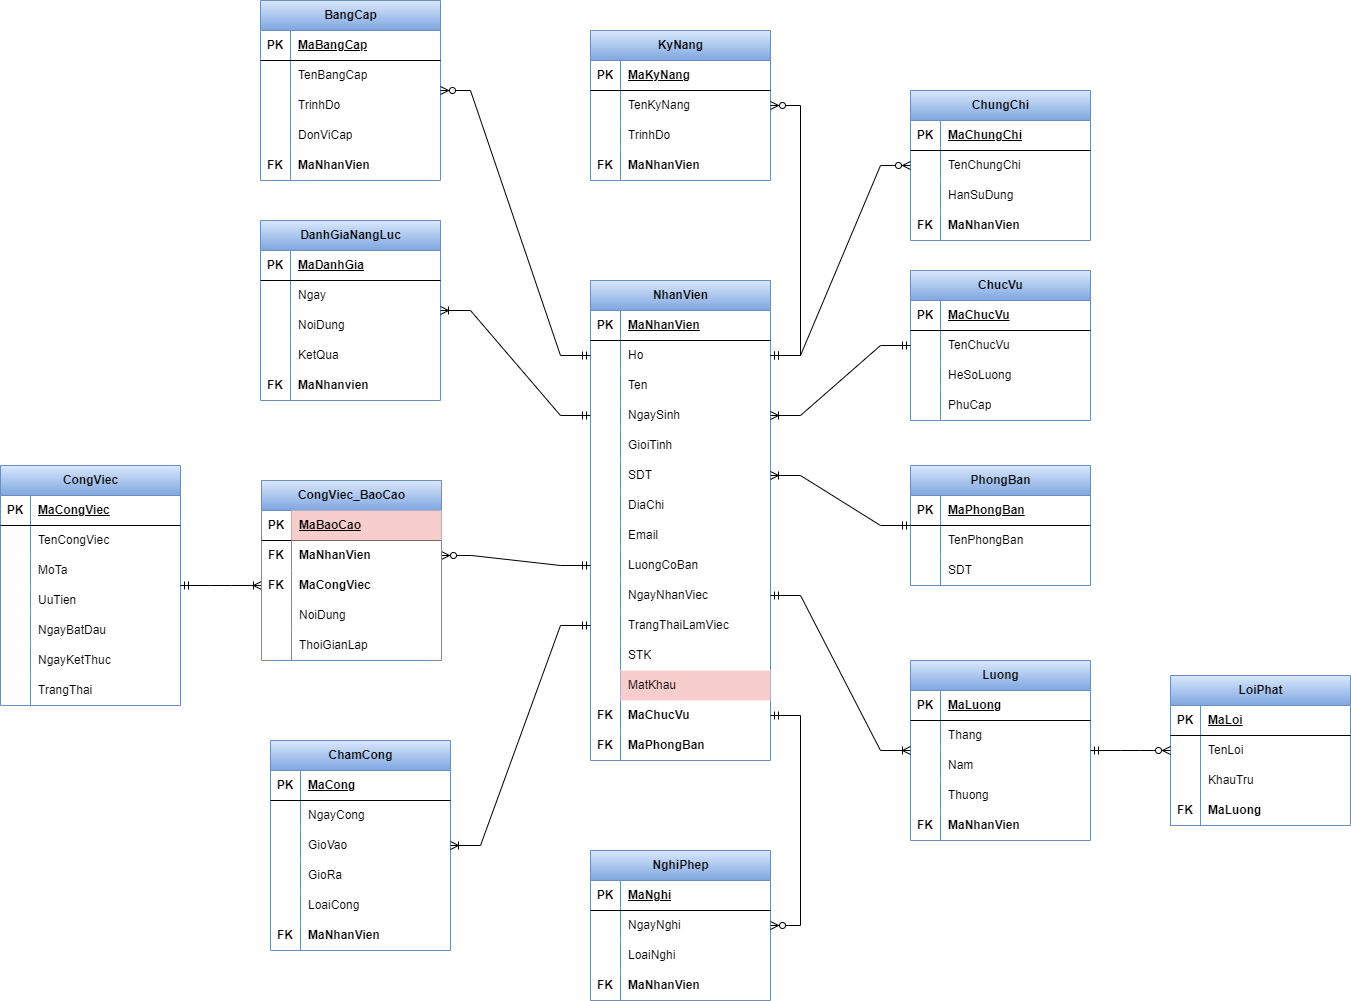 BangCap
PK MaBangCap
TenBangCap
TrinhDo
DonViCap
FK MaNhanVien
KyNang
PK MaKyNang
TenKyNang
TrinhDo
FK MaNhanVien
ChungChi
PK MaChungChi
TenChungChi
HanSuDung
FK MaNhanVien
DanhGiaNangLuc
PK MaDanhGia
Ngay
NoiDung
KetQua
FK MaNhanvien
NhanVien
PK MaNhanVien
Ho
Ten
NgaySinh
GioiTinh
SDT
DiaChi
Email
LuongCoBan
NgayNhanViec
TrangThaiLamViec
STK
MatKhau
FK MaChucVu
FK MaPhongBan
ChucVu
PK MaChucVu
TenChucVu
HeSoLuong
PhuCap
CongViec
PK MaCongViec
TenCongViec
MoTa
UuTien
NgayBatDau
NgayKetThuc
TrangThai
CongViec_BaoCao
PK MaBaoCao
FK MaNhanVien
FK MaCongViec
NoiDung
ThoiGianLap
PhongBan
PK MaPhongBan
TenPhongBan
SDT
Luong
PK MaLuong
Thang
Nam
Thuong
FK MaNhanVien
LoiPhat
PK MaLoi
TenLoi
KhauTru
FK MaLuong
ChamCong
PK MaCong
NgayCong
GioVao
GioRa
LoaiCong
FK MaNhanVien
NghiPhep
PK MaNghi
NgayNghi
LoaiNghi
FK MaNhanVien